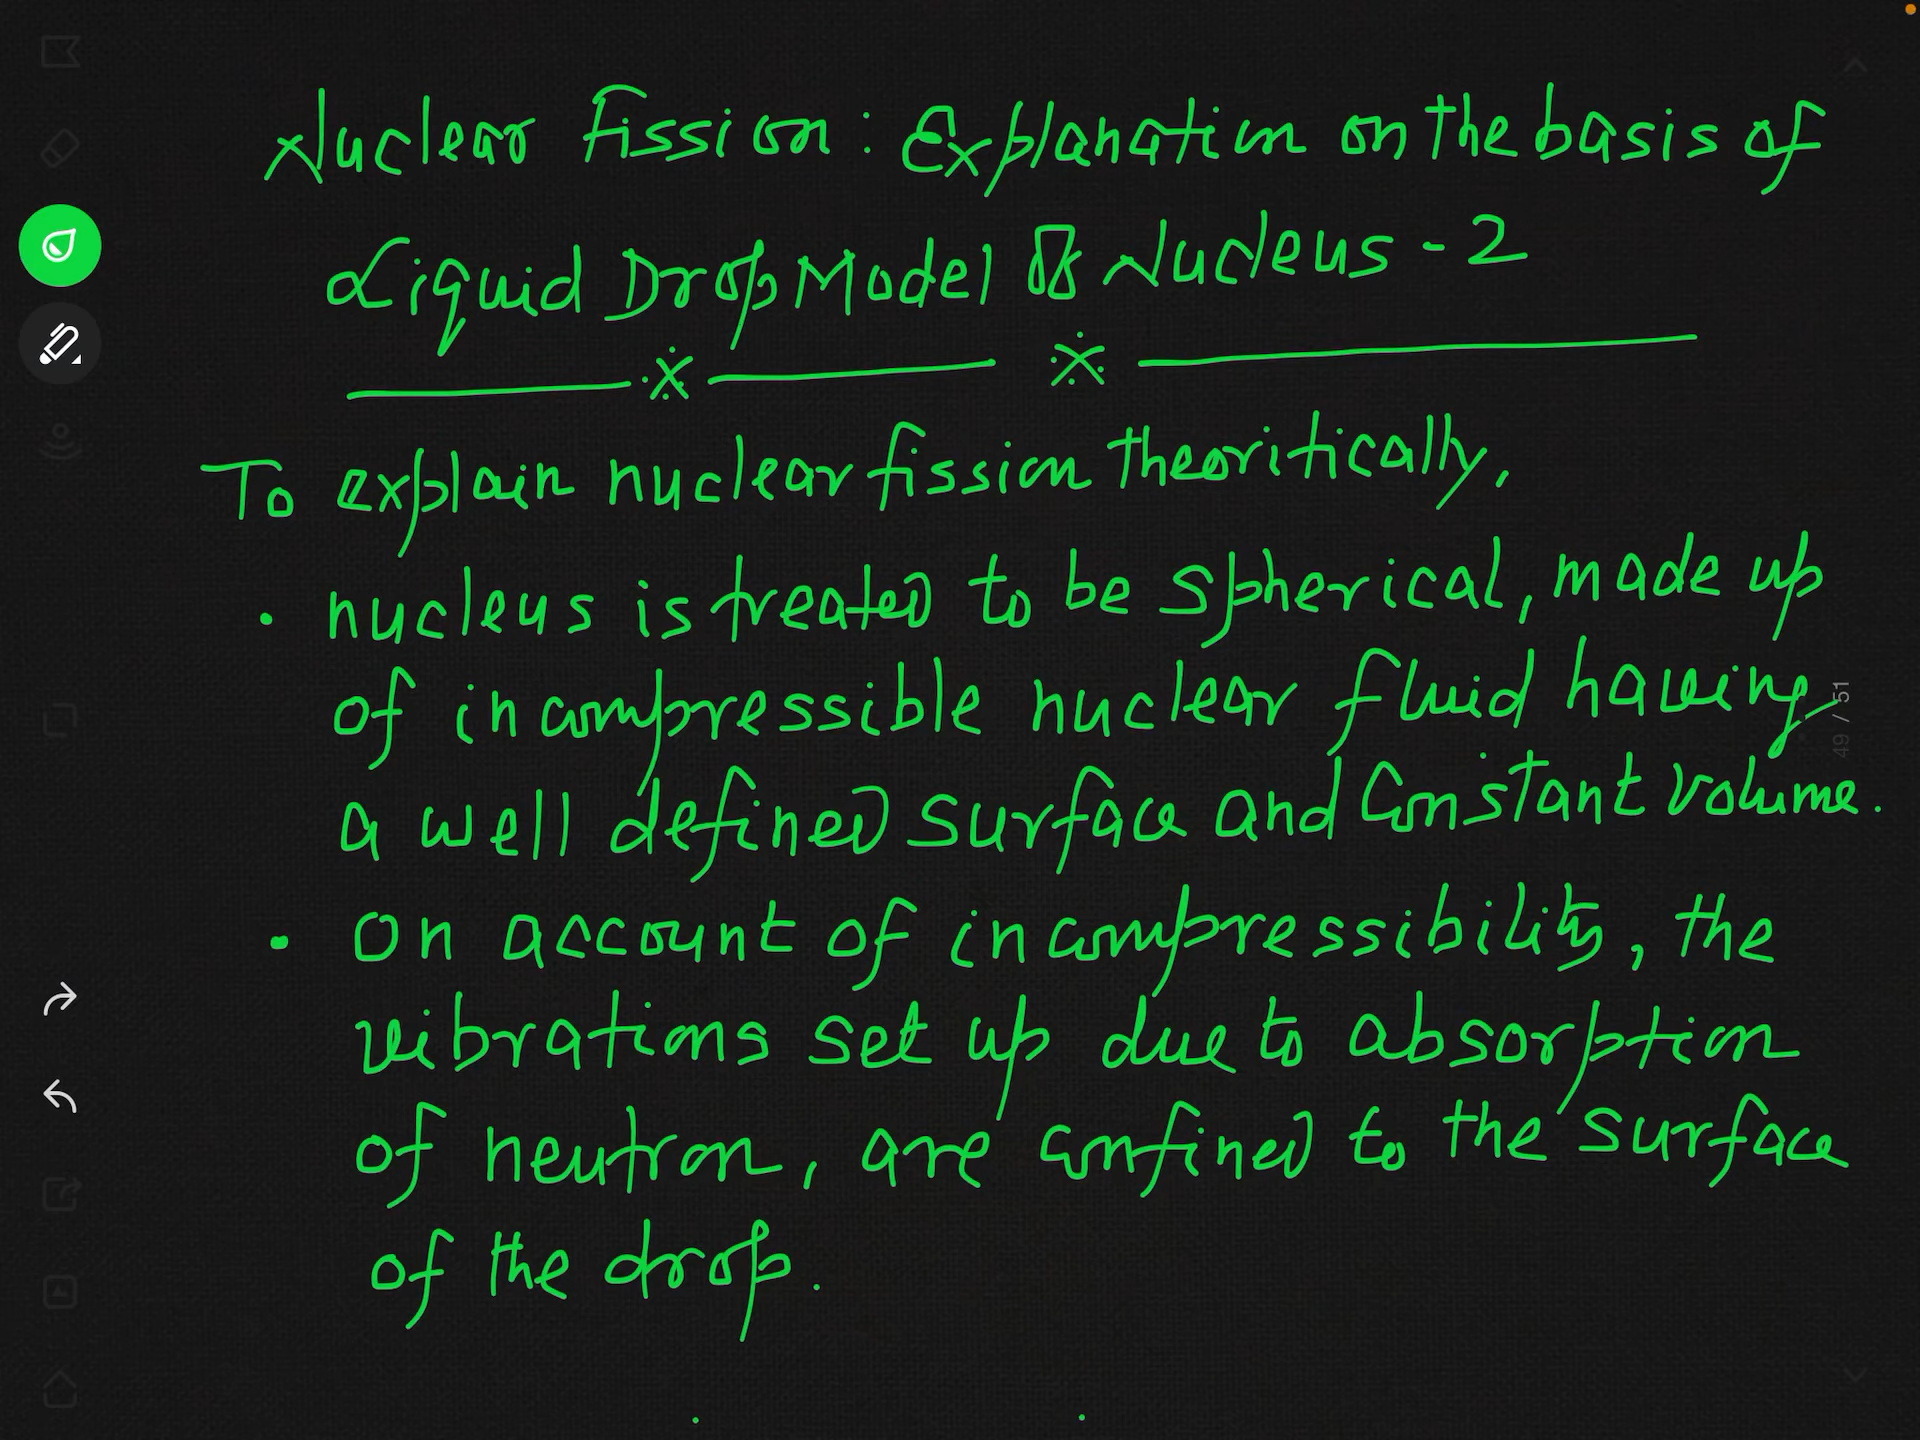 Nuclear Fission : Explanation on the basis of
Liquid Drop Model Of Nucleus - 2
To explain nuclear fission theoritically,
• nucleus is treated to be spherical, made up
of incompressible nuclear fluid having
a well defined surface and Constant volume.
• On account of incompressibility, the
vibrations set up due to absorption
of neutron, are confined to the surface
of the drop.
49 / 51